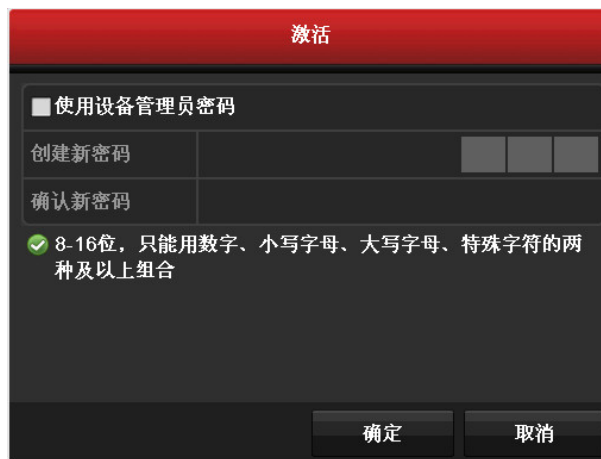 激活
使用设备管理员密码
创建新密码
确认新密码
8-16位，只能用数字、小写字母、大写字母、特殊字符的两
种及以上组合
确定
取消